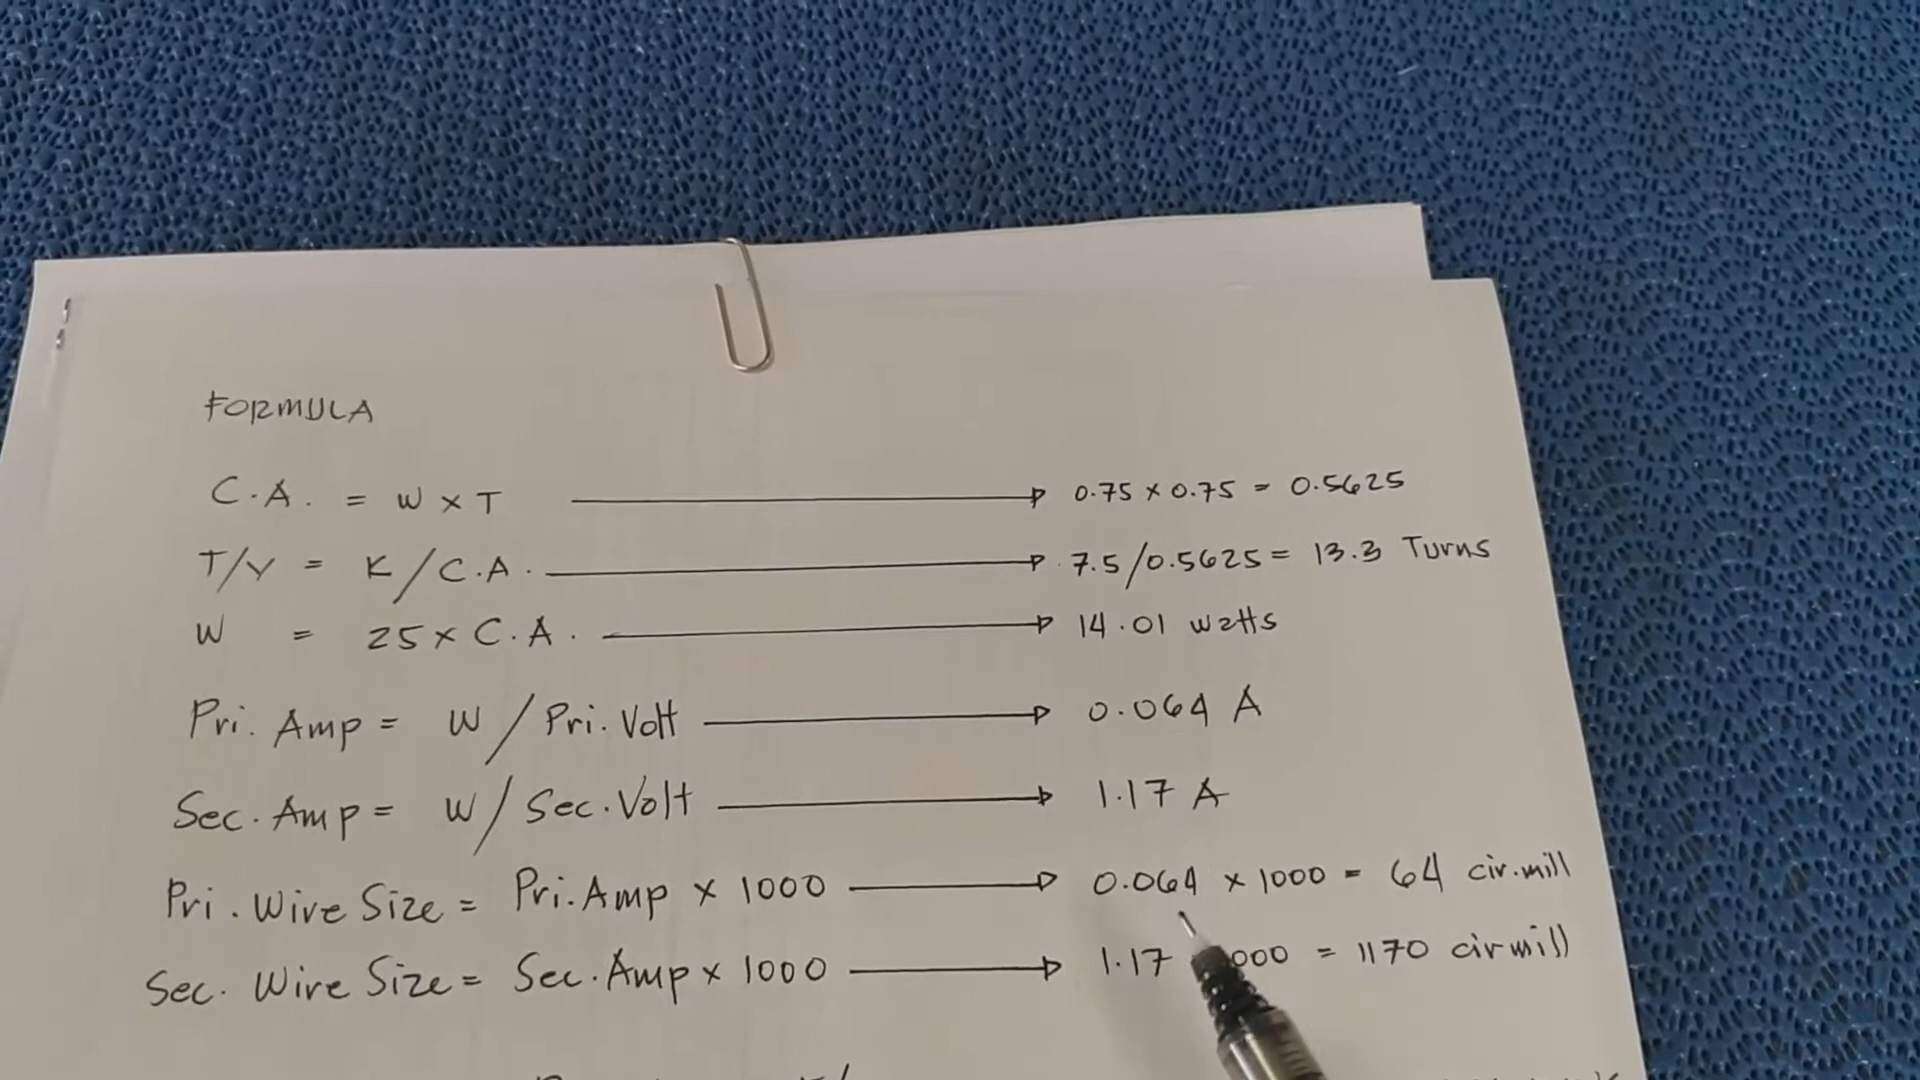 FORMULA
C.A. = W x T → 0.75 x 0.75 = 0.5625
T/V = K/C.A. → 7.5/0.5625 = 13.3 Turns
W = 25 x C.A. → 14.01 watts
Pri. Amp = W / Pri. Volt → 0.064 A
Sec. Amp = W / Sec. Volt → 1.17 A
Pri. Wire Size = Pri. Amp x 1000 → 0.064 x 1000 = 64 cir.mill
Sec. Wire Size = Sec. Amp x 1000 → 1.17 000 = 1170 cir mill